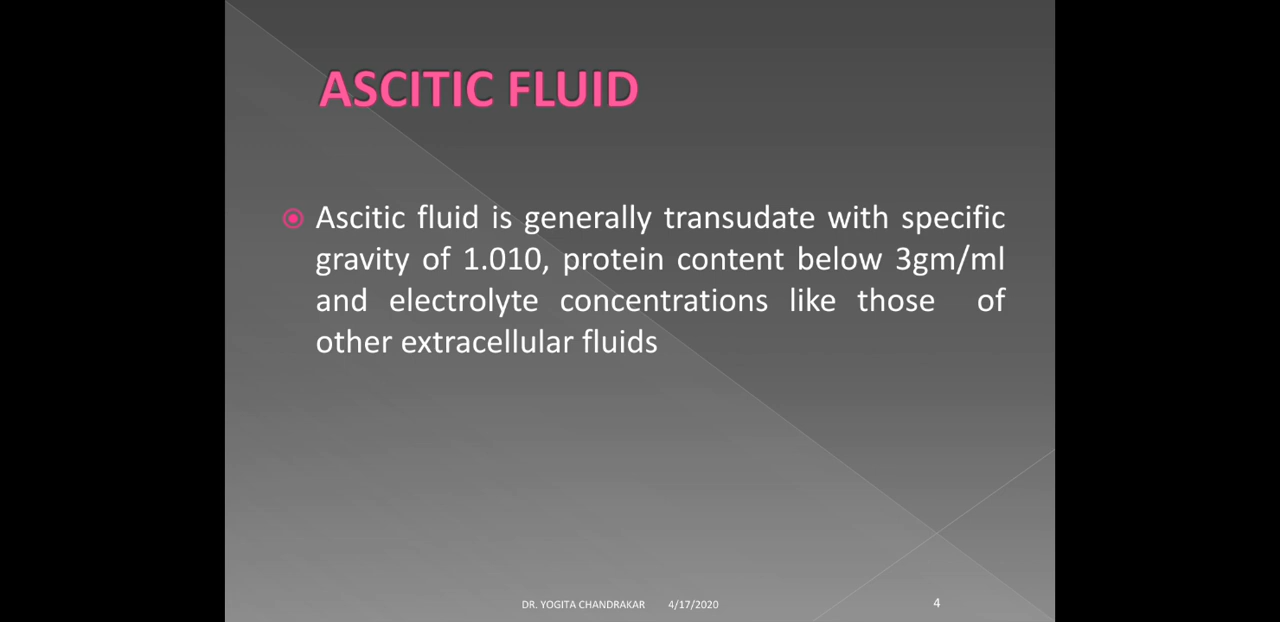 ASCITIC FLUID
Ascitic fluid is generally transudate with specific
gravity of 1.010, protein content below 3gm/ml
and electrolyte concentrations like those of
other extracellular fluids
DR. YOGITA CHANDRAKAR 4/17/2020 4